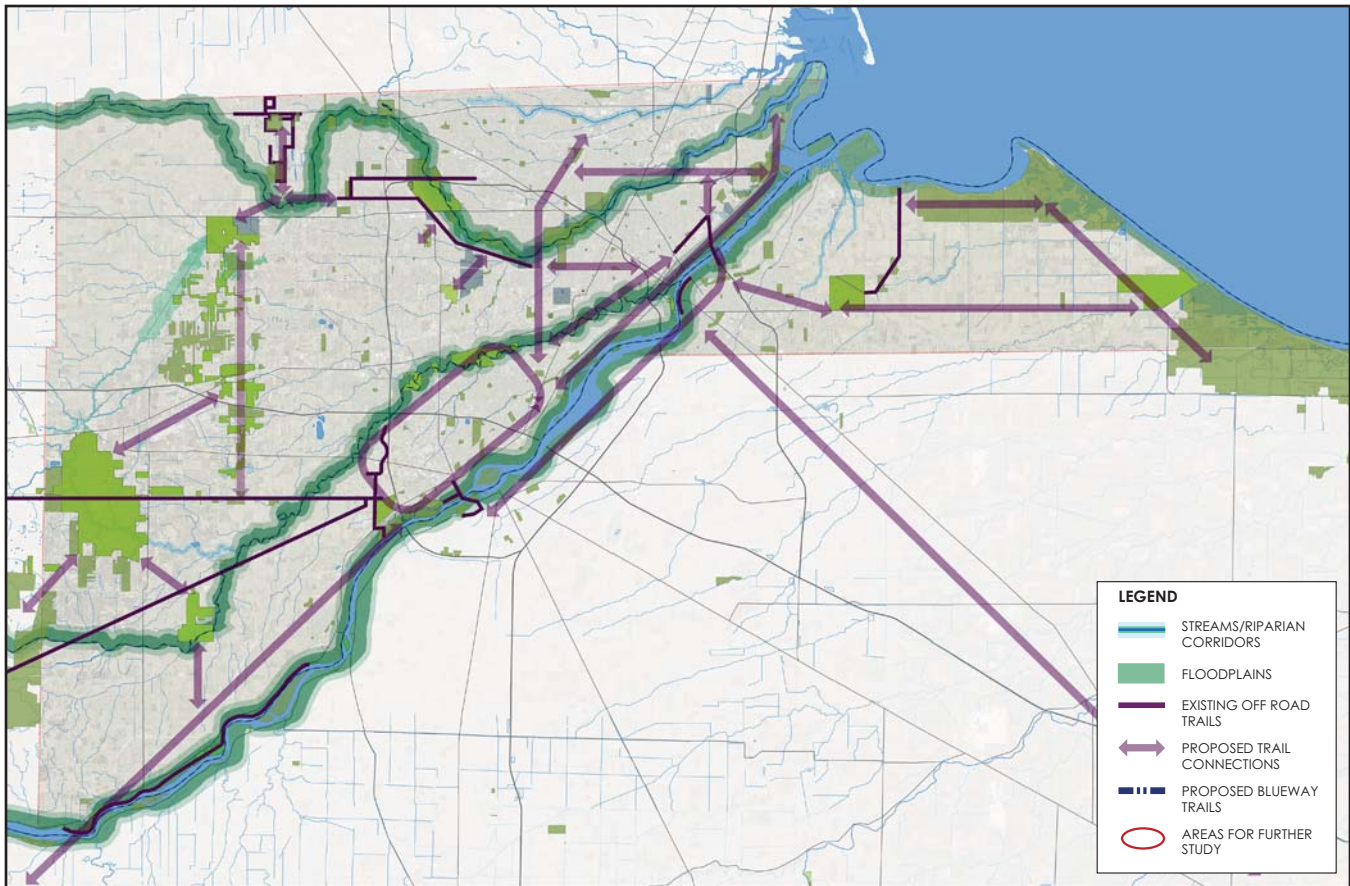 LEGEND
STREAMS/RIPARIAN
CORRIDORS
FLOODPLAINS
EXISTING OFF ROAD
TRAILS
PROPOSED TRAIL
CONNECTIONS
PROPOSED BLUEWAY
TRAILS
AREAS FOR FURTHER
STUDY